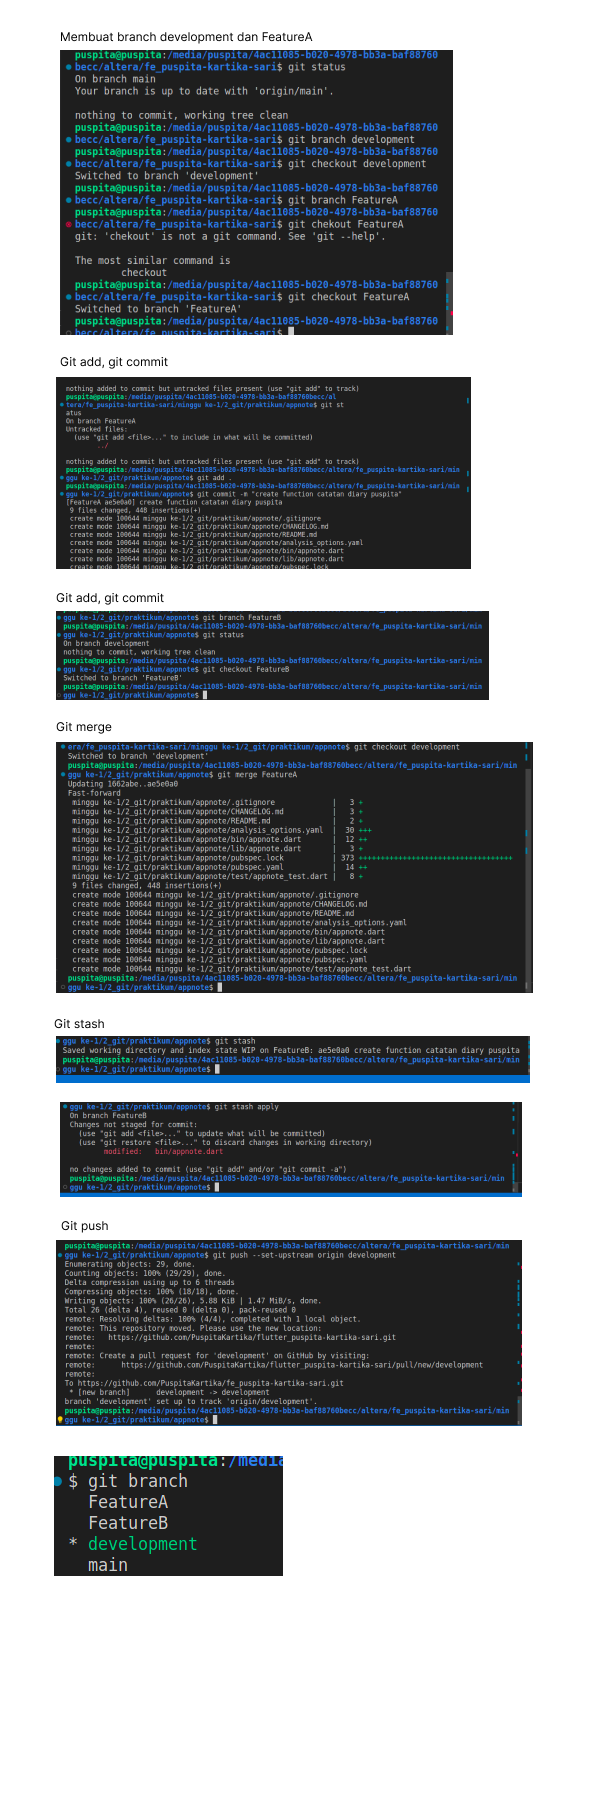 Membuat branch development dan FeatureA
puspita@puspita:/media/puspita/4ac11085-b020-4978-bb3a-baf88760
becc/altera/fe_puspita-kartika-sari$ git status
On branch main
Your branch is up to date with 'origin/main'.
nothing to commit, working tree clean
puspita@puspita:/media/puspita/4ac11085-b020-4978-bb3a-baf88760
becc/altera/fe_puspita-kartika-sari$ git branch development
puspita@puspita:/media/puspita/4ac11085-b020-4978-bb3a-baf88760
becc/altera/fe_puspita-kartika-sari$ git checkout development
Switched to branch 'development'
puspita@puspita:/media/puspita/4ac11085-b020-4978-bb3a-baf88760
becc/altera/fe_puspita-kartika-sari$ git branch FeatureA
puspita@puspita:/media/puspita/4ac11085-b020-4978-bb3a-baf88760
becc/altera/fe_puspita-kartika-sari$ git chekout FeatureA
git: 'chekout' is not a git command. See 'git --help'.
The most similar command is
checkout
puspita@puspita:/media/puspita/4ac11085-b020-4978-bb3a-baf88760
becc/altera/fe_puspita-kartika-sari$ git checkout FeatureA
Switched to branch 'FeatureA'
puspita@puspita:/media/puspita/4ac11085-b020-4978-bb3a-baf88760
becc/altera/fe_puspita-kartika-sari$
Git add, git commit
nothing added to commit but untracked files present (use "git add" to track)
puspita@puspita:/media/puspita/4ac11085-b020-4978-bb3a-baf88760becc/al
tera/fe_puspita-kartika-sari/minggu ke-1/2_git/praktikum/appnote/$ git st
atus
On branch FeatureA
Untracked files:
(use "git add <file>..." to include in what will be committed)
../
nothing added to commit but untracked files present (use "git add" to track)
puspita@puspita:/media/puspita/4ac11085-b020-4978-bb3a-baf88760becc/altera/fe_puspita-kartika-sari/min
ggu ke-1/2_git/praktikum/appnote$ git add .
puspita@puspita:/media/puspita/4ac11085-b020-4978-bb3a-baf88760becc/altera/fe_puspita-kartika-sari/min
ggu ke-1/2_git/praktikum/appnote$ git commit -m "create function catatan diary puspita"
[FeatureA ae5e0a0] create function catatan diary puspita
9 files changed, 448 insertions(+)
create mode 100644 minggu ke-1/2_git/praktikum/appnote/.gitignore
create mode 100644 minggu ke-1/2_git/praktikum/appnote/CHANGELOG.md
create mode 100644 minggu ke-1/2_git/praktikum/appnote/README.md
create mode 100644 minggu ke-1/2_git/praktikum/appnote/analysis_options.yaml
create mode 100644 minggu ke-1/2_git/praktikum/appnote/bin/appnote.dart
create mode 100644 minggu ke-1/2_git/praktikum/appnote/lib/appnote.dart
create mode 100644 minggu ke-1/2_git/praktikum/appnote/pubspec.lock
Git add, git commit
ggu ke-1/2_git/praktikum/appnote$ git branch FeatureB
puspita@puspita:/media/puspita/4ac11085-b020-4978-bb3a-baf88760becc/altera/fe_puspita-kartika-sari/min
ggu ke-1/2_git/praktikum/appnote$ git status
On branch development
nothing to commit, working tree clean
puspita@puspita:/media/puspita/4ac11085-b020-4978-bb3a-baf88760becc/altera/fe_puspita-kartika-sari/min
ggu ke-1/2_git/praktikum/appnote$ git checkout FeatureB
Switched to branch 'FeatureB'
puspita@puspita:/media/puspita/4ac11085-b020-4978-bb3a-baf88760becc/altera/fe_puspita-kartika-sari/min
ggu ke-1/2_git/praktikum/appnote$
Git merge
era/fe_puspita-kartika-sari/minggu ke-1/2_git/praktikum/appnote$ git checkout development
Switched to branch 'development'
puspita@puspita:/media/puspita/4ac11085-b020-4978-bb3a-baf88760becc/altera/fe_puspita-kartika-sari/min
ggu ke-1/2_git/praktikum/appnote$ git merge FeatureA
Updating 1662abe..ae5e0a0
Fast-forward
minggu ke-1/2_git/praktikum/appnote/.gitignore | 3 +
minggu ke-1/2_git/praktikum/appnote/CHANGELOG.md | 3 +
minggu ke-1/2_git/praktikum/appnote/README.md | 2 +
minggu ke-1/2_git/praktikum/appnote/analysis_options.yaml | 30 +++
minggu ke-1/2_git/praktikum/appnote/bin/appnote.dart | 12 ++
minggu ke-1/2_git/praktikum/appnote/lib/appnote.dart | 3 +
minggu ke-1/2_git/praktikum/appnote/pubspec.lock | 373 +++++++++++++++++++++++++++++++++++
minggu ke-1/2_git/praktikum/appnote/pubspec.yaml | 14 ++
minggu ke-1/2_git/praktikum/appnote/test/appnote_test.dart | 8 +
9 files changed, 448 insertions(+)
create mode 100644 minggu ke-1/2_git/praktikum/appnote/.gitignore
create mode 100644 minggu ke-1/2_git/praktikum/appnote/CHANGELOG.md
create mode 100644 minggu ke-1/2_git/praktikum/appnote/README.md
create mode 100644 minggu ke-1/2_git/praktikum/appnote/analysis_options.yaml
create mode 100644 minggu ke-1/2_git/praktikum/appnote/bin/appnote.dart
create mode 100644 minggu ke-1/2_git/praktikum/appnote/lib/appnote.dart
create mode 100644 minggu ke-1/2_git/praktikum/appnote/pubspec.lock
create mode 100644 minggu ke-1/2_git/praktikum/appnote/pubspec.yaml
create mode 100644 minggu ke-1/2_git/praktikum/appnote/test/appnote_test.dart
puspita@puspita:/media/puspita/4ac11085-b020-4978-bb3a-baf88760becc/altera/fe_puspita-kartika-sari/min
ggu ke-1/2_git/praktikum/appnote$
Git stash
ggu ke-1/2_git/praktikum/appnote$ git stash
Saved working directory and index state WIP on FeatureB: ae5e0a0 create function catatan diary puspita
puspita@puspita:/media/puspita/4ac11085-b020-4978-bb3a-baf88760becc/altera/fe_puspita-kartika-sari/min
ggu ke-1/2_git/praktikum/appnote$
ggu ke-1/2_git/praktikum/appnote$ git stash apply
On branch FeatureB
Changes not staged for commit:
(use "git add <file>..." to update what will be committed)
(use "git restore <file>..." to discard changes in working directory)
modified: bin/appnote.dart
no changes added to commit (use "git add" and/or "git commit -a")
puspita@puspita:/media/puspita/4ac11085-b020-4978-bb3a-baf88760becc/altera/fe_puspita-kartika-sari/min
ggu ke-1/2_git/praktikum/appnote$
Git push
puspita@puspita:/media/puspita/4ac11085-b020-4978-bb3a-baf88760becc/altera/fe_puspita-kartika-sari/min
ggu ke-1/2_git/praktikum/appnote$ git push --set-upstream origin development
Enumerating objects: 29, done.
Counting objects: 100% (29/29), done.
Delta compression using up to 6 threads
Compressing objects: 100% (18/18), done.
Writing objects: 100% (26/26), 5.88 KiB | 1.47 MiB/s, done.
Total 26 (delta 4), reused 0 (delta 0), pack-reused 0
remote: Resolving deltas: 100% (4/4), completed with 1 local object.
remote: This repository moved. Please use the new location:
remote: https://github.com/PuspitaKartika/flutter_puspita-kartika-sari.git
remote:
remote: Create a pull request for 'development' on GitHub by visiting:
remote: https://github.com/PuspitaKartika/flutter_puspita-kartika-sari/pull/new/development
remote:
To https://github.com/PuspitaKartika/fe_puspita-kartika-sari.git
* [new branch] development -> development
branch 'development' set up to track 'origin/development'.
puspita@puspita:/media/puspita/4ac11085-b020-4978-bb3a-baf88760becc/altera/fe_puspita-kartika-sari/min
ggu ke-1/2_git/praktikum/appnote$
puspita@puspita:/media
$ git branch
FeatureA
FeatureB
* development
main